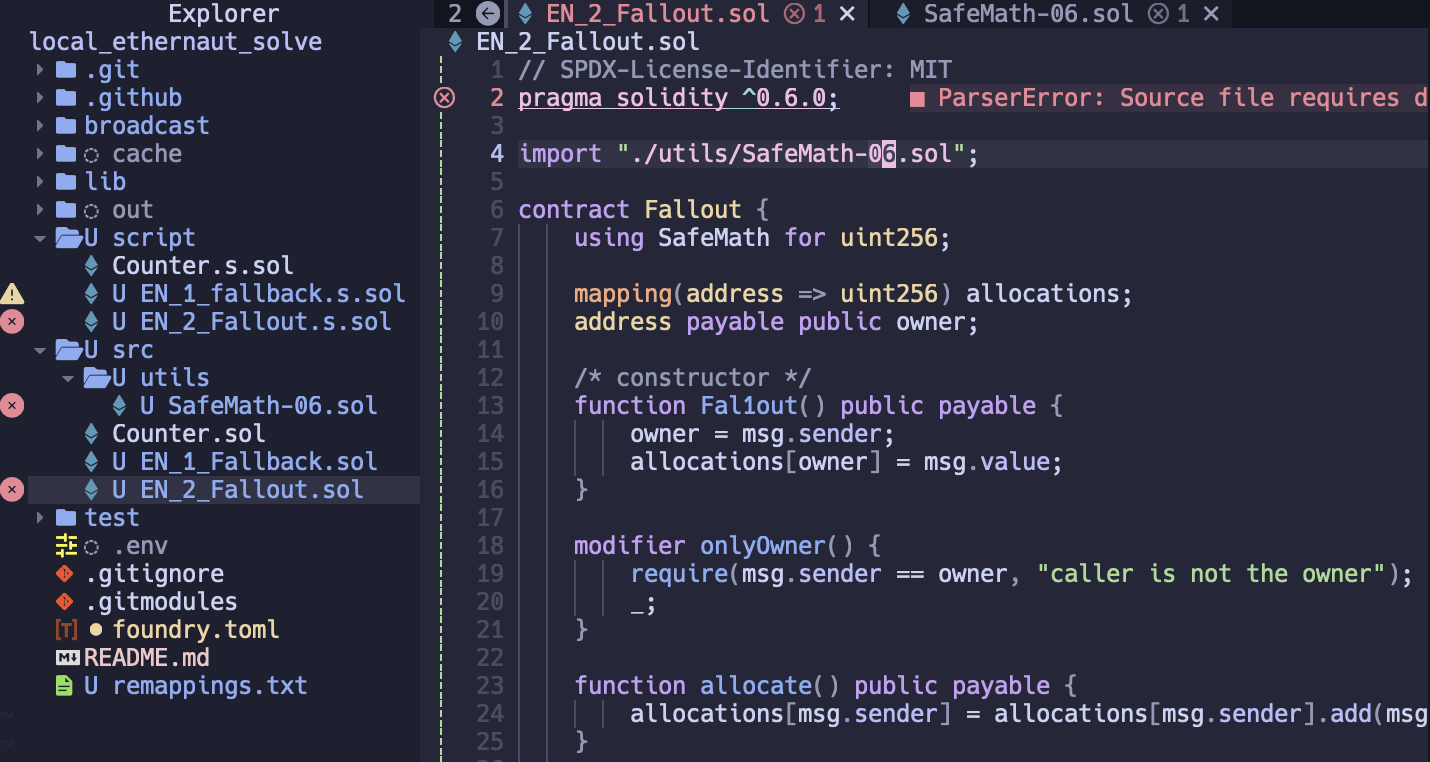 Explorer
local_ethernaut_solve
.git
.github
broadcast
cache
lib
out
U script
Counter.s.sol
U EN_1_fallback.s.sol
U EN_2_Fallout.s.sol
U src
U utils
U SafeMath-06.sol
Counter.sol
U EN_1_Fallback.sol
U EN_2_Fallout.sol
test
.env
.gitignore
.gitmodules
[T] foundry.toml
M↓ README.md
U remappings.txt
~
~
2 EN_2_Fallout.sol 1 × SafeMath-06.sol 1 ×
EN_2_Fallout.sol
1 // SPDX-License-Identifier: MIT
2 pragma solidity ^0.6.0; ■ ParserError: Source file requires d
3
4 import "./utils/SafeMath-06.sol";
5
6 contract Fallout {
7 using SafeMath for uint256;
8
9 mapping(address => uint256) allocations;
10 address payable public owner;
11
12 /* constructor */
13 function Fal1out() public payable {
14 owner = msg.sender;
15 allocations[owner] = msg.value;
16 }
17
18 modifier onlyOwner() {
19 require(msg.sender == owner, "caller is not the owner");
20 _;
21 }
22
23 function allocate() public payable {
24 allocations[msg.sender] = allocations[msg.sender].add(msg
25 }